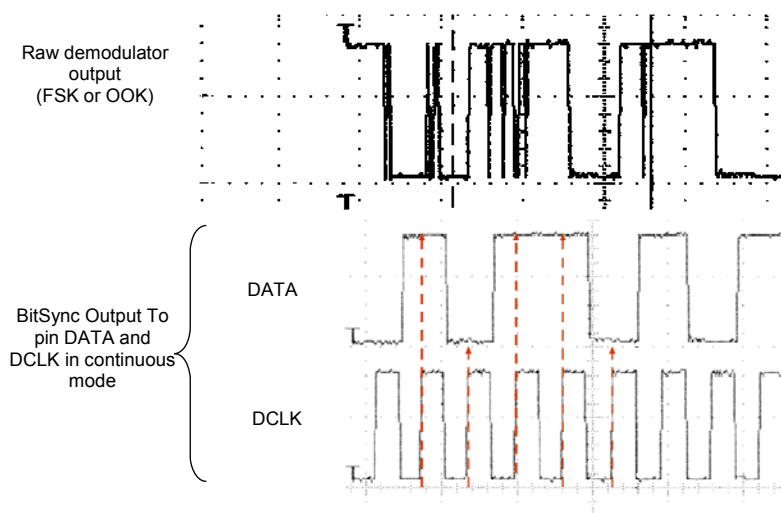 Raw demodulator
output
(FSK or OOK)
BitSync Output To
pin DATA and
DCLK in continuous
mode
DATA
DCLK